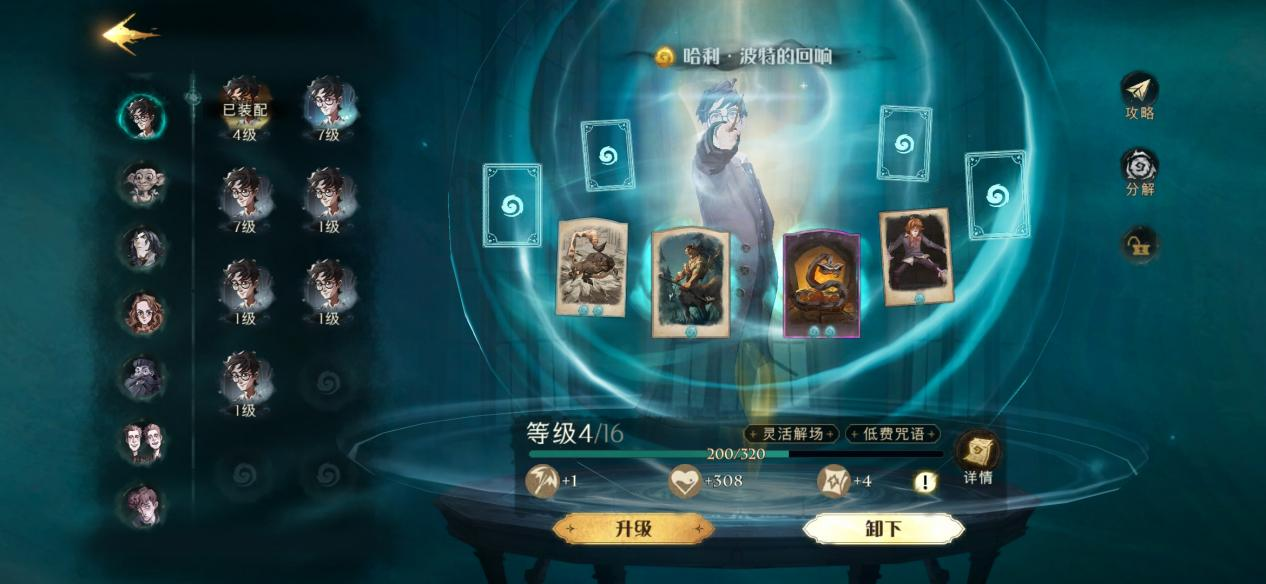 哈利·波特的回响
已装配
4级
7级
7级
1级
1级
1级
1级
攻略
分解
等级4/16
灵活解场
低费咒语
200/320
+1
+308
+4
!
详情
升级
卸下